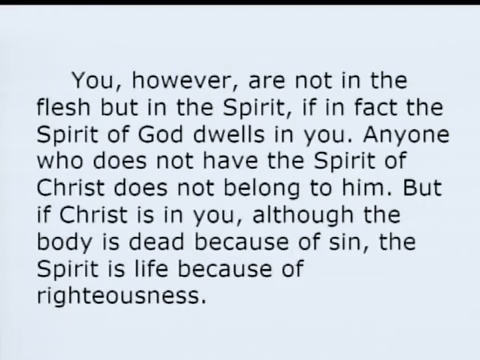 You, however, are not in the
flesh but in the Spirit, if in fact the
Spirit of God dwells in you. Anyone
who does not have the Spirit of
Christ does not belong to him. But
if Christ is in you, although the
body is dead because of sin, the
Spirit is life because of
righteousness.